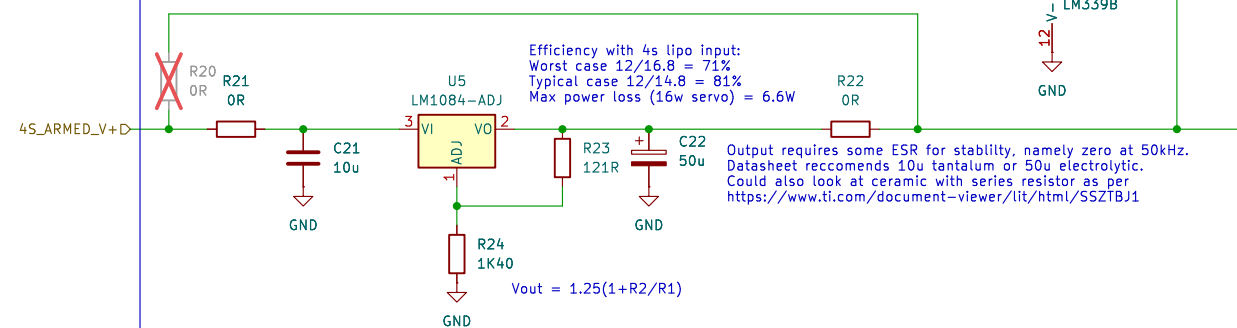 LM339B
V-
12
GND
R20
0R
R21
0R
4S_ARMED_V+
C21
10u
GND
U5
LM1084-ADJ
3
VI
VO
2
ADJ
1
Efficiency with 4s lipo input:
Worst case 12/16.8 = 71%
Typical case 12/14.8 = 81%
Max power loss (16w servo) = 6.6W
R23
121R
+
C22
50u
GND
R22
0R
Output requires some ESR for stablilty, namely zero at 50kHz.
Datasheet reccomends 10u tantalum or 50u electrolytic.
Could also look at ceramic with series resistor as per
https://www.ti.com/document-viewer/lit/html/SSZTBJ1
R24
1K40
GND
Vout = 1.25(1+R2/R1)